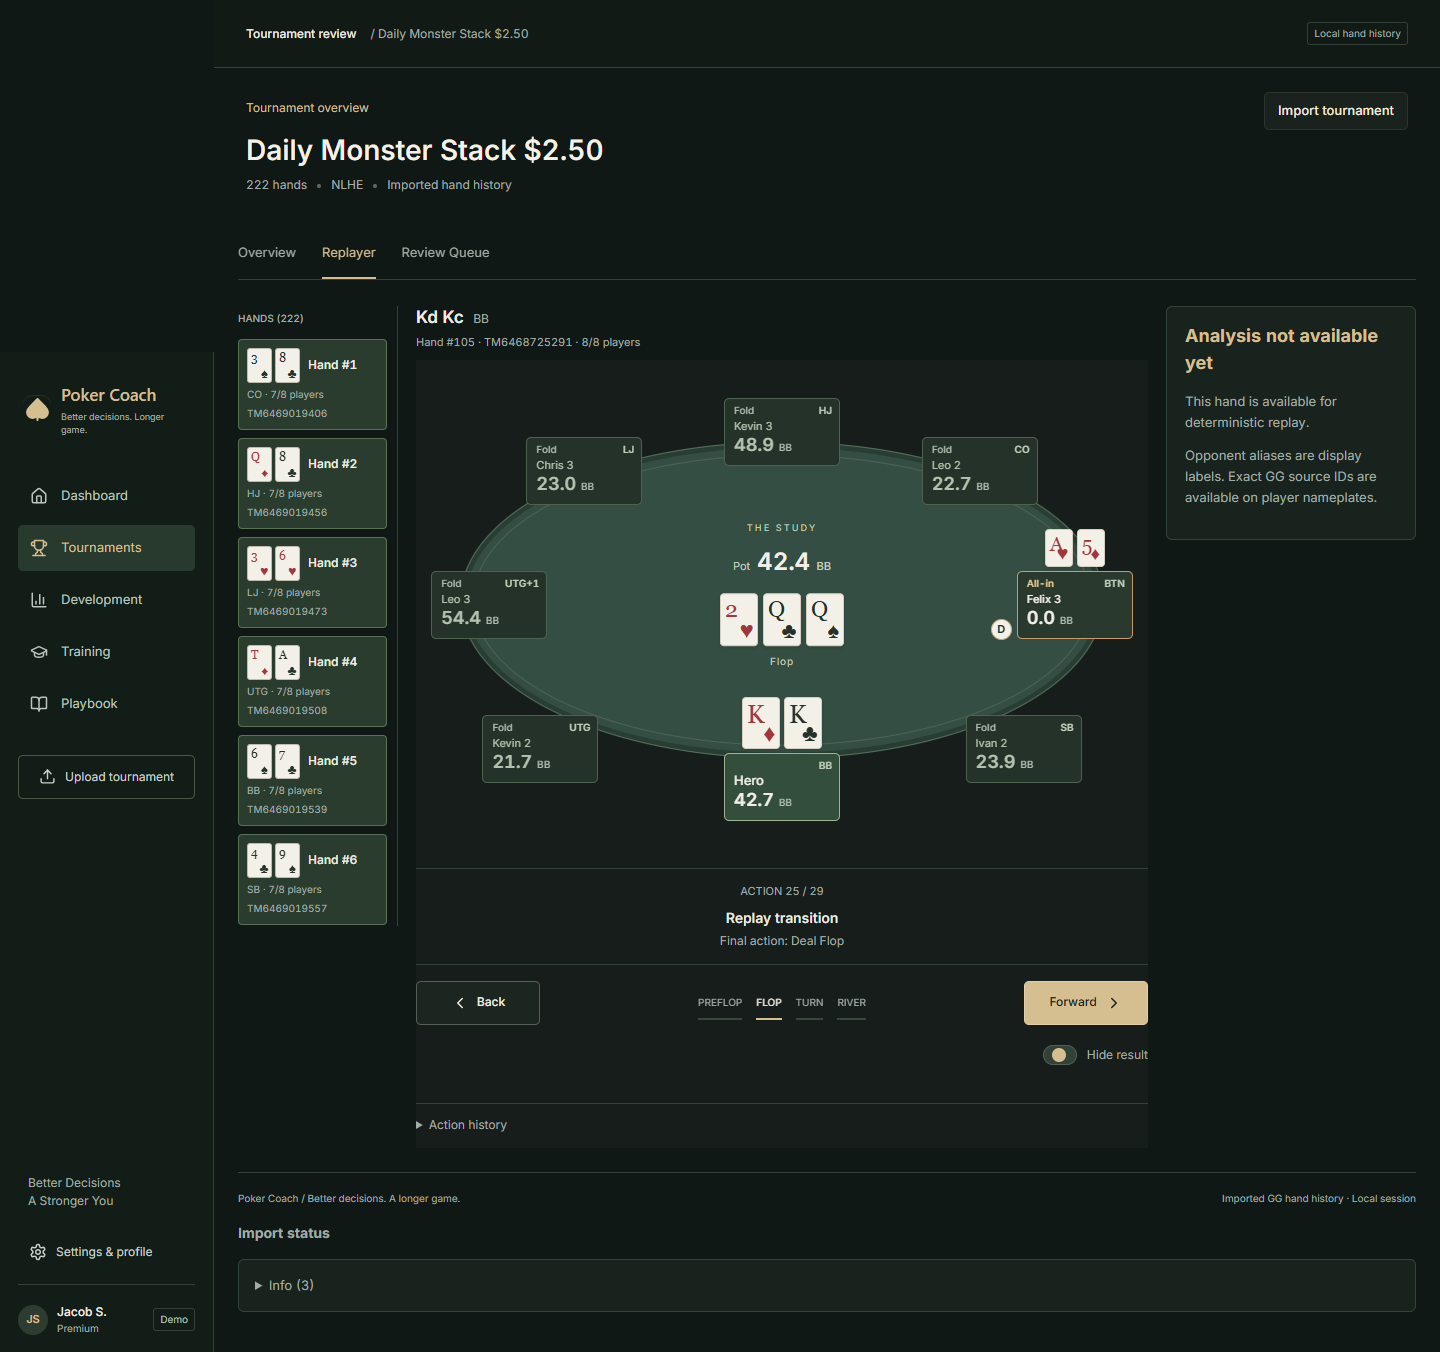 Tournament review / Daily Monster Stack $2.50
Local hand history
Tournament overview
Import tournament
Daily Monster Stack $2.50
222 hands • NLHE • Imported hand history
Overview
Replayer
Review Queue
Poker Coach
Better decisions. Longer
game.
Dashboard
Tournaments
Development
Training
Playbook
Upload tournament
Better Decisions
A Stronger You
Settings & profile
JS
Jacob S.
Premium
Demo
HANDS (222)
3♠ 8♣ Hand #1
CO · 7/8 players
TM6469019406
Q♦ 8♣ Hand #2
HJ · 7/8 players
TM6469019456
3♥ 6♥ Hand #3
LJ · 7/8 players
TM6469019473
T♦ A♣ Hand #4
UTG · 7/8 players
TM6469019508
6♠ 7♣ Hand #5
BB · 7/8 players
TM6469019539
4♣ 9♠ Hand #6
SB · 7/8 players
TM6469019557
Kd Kc BB
Hand #105 · TM6468725291 · 8/8 players
Fold HJ
Kevin 3
48.9 BB
Fold LJ
Chris 3
23.0 BB
Fold CO
Leo 2
22.7 BB
THE STUDY
Pot 42.4 BB
A♥ 5♦
Fold UTG+1
Leo 3
54.4 BB
All-in BTN
Felix 3
0.0 BB
D
2♥ Q♣ Q♠
Flop
K♦ K♣
Fold UTG
Kevin 2
21.7 BB
Fold SB
Ivan 2
23.9 BB
BB
Hero
42.7 BB
ACTION 25 / 29
Replay transition
Final action: Deal Flop
Back
PREFLOP FLOP TURN RIVER
Forward
Hide result
Action history
Analysis not available
yet
This hand is available for
deterministic replay.
Opponent aliases are display
labels. Exact GG source IDs are
available on player nameplates.
Poker Coach / Better decisions. A longer game.
Imported GG hand history · Local session
Import status
Info (3)